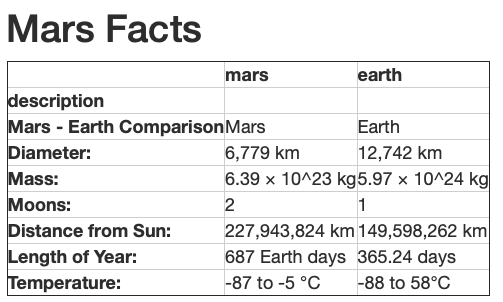 Mars Facts
mars earth
description
Mars - Earth Comparison Mars Earth
Diameter: 6,779 km 12,742 km
Mass: 6.39 × 10^23 kg 5.97 × 10^24 kg
Moons: 2 1
Distance from Sun: 227,943,824 km 149,598,262 km
Length of Year: 687 Earth days 365.24 days
Temperature: -87 to -5 °C -88 to 58°C